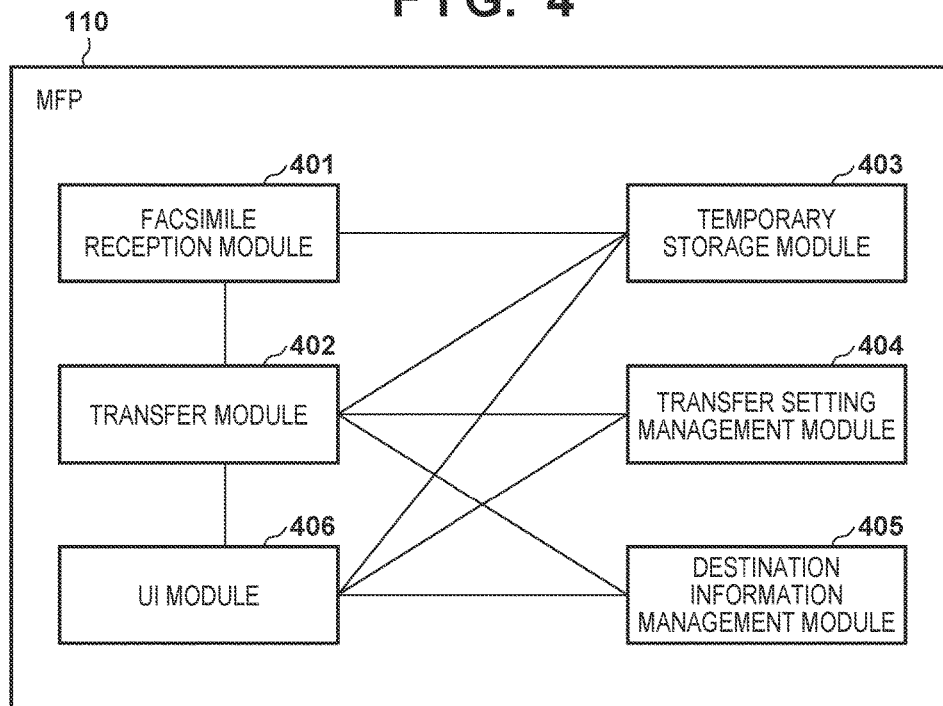 FIG. 4
110
MFP
401
FACSIMILE
RECEPTION MODULE
403
TEMPORARY
STORAGE MODULE
402
TRANSFER MODULE
404
TRANSFER SETTING
MANAGEMENT MODULE
406
UI MODULE
405
DESTINATION
INFORMATION
MANAGEMENT MODULE